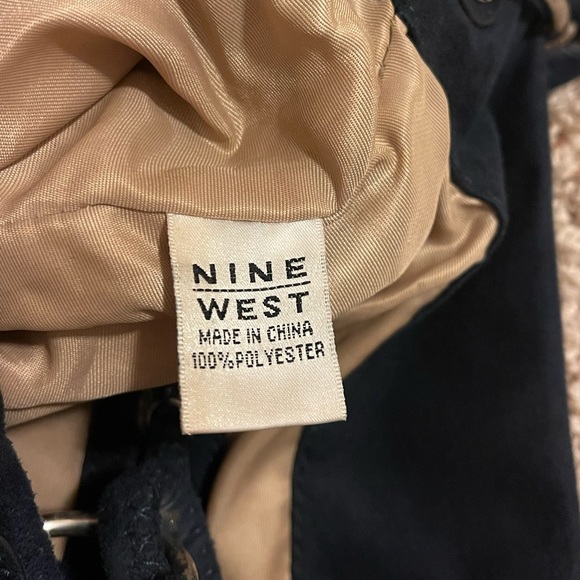 NINE
WEST
MADE IN CHINA
100%POLYESTER